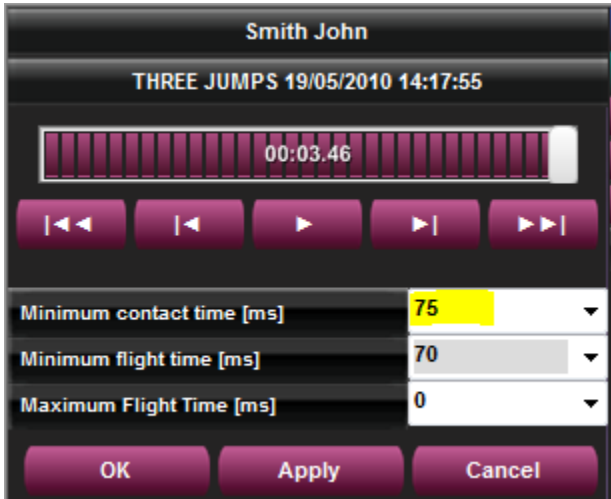 Smith John
THREE JUMPS 19/05/2010 14:17:55
00:03.46
Minimum contact time [ms] 75
Minimum flight time [ms] 70
Maximum Flight Time [ms] 0
OK Apply Cancel